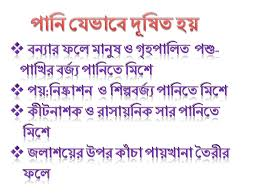 পানি যেভাবে দূষিত হয়
❖ বন্যার ফলে মানুষ ও গৃহপালিত পশু-
পাখির বর্জ্য পানিতে মিশে
❖ পয়:নিষ্কাশন ও শিল্পবর্জ্য পানিতে মিশে
❖ কীটনাশক ও রাসায়নিক সার পানিতে
মিশে
❖ জলাশয়ের উপর কাঁচা পায়খানা তৈরীর
ফলে